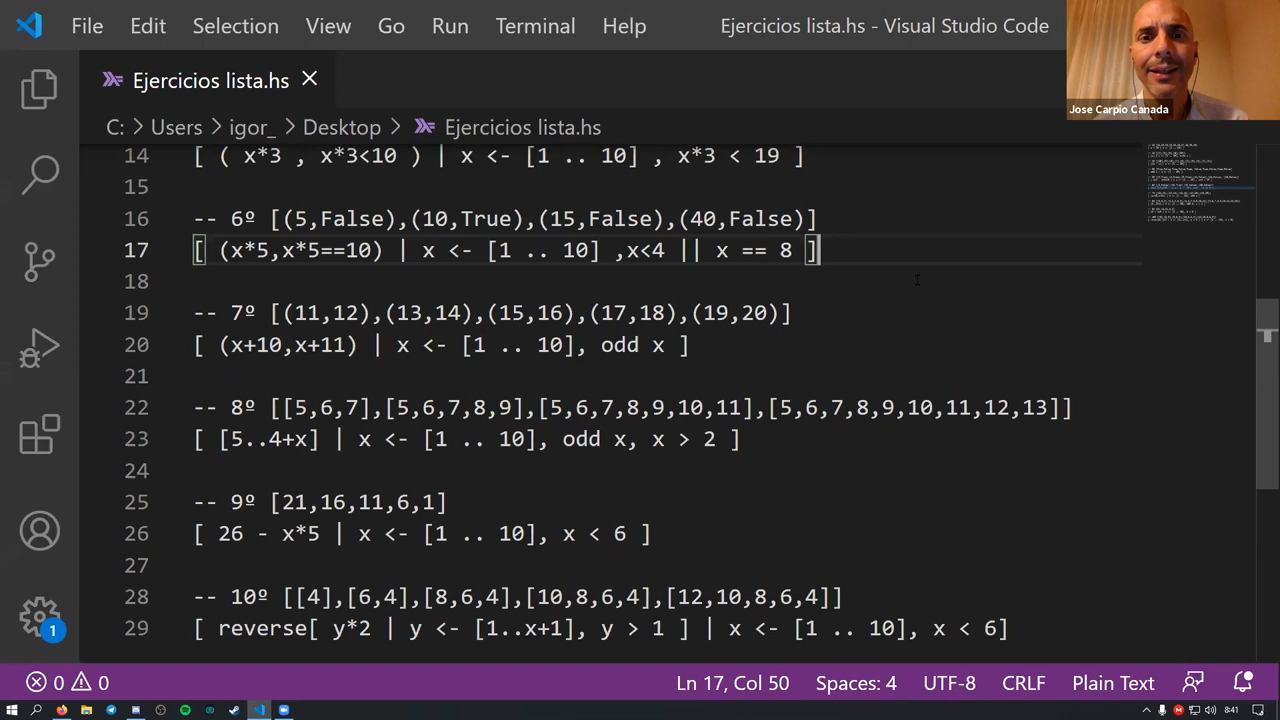 File Edit Selection View Go Run Terminal Help Ejercicios lista.hs - Visual Studio Code
Jose Carpio Canada
Ejercicios lista.hs
C: > Users > igor_ > Desktop > Ejercicios lista.hs
14 [ ( x*3 , x*3<10 ) | x <- [1 .. 10] , x*3 < 19 ]
15
16 -- 6º [(5,False),(10,True),(15,False),(40,False)]
17 [ (x*5,x*5==10) | x <- [1 .. 10] ,x<4 || x == 8 ]
18
19 -- 7º [(11,12),(13,14),(15,16),(17,18),(19,20)]
20 [ (x+10,x+11) | x <- [1 .. 10], odd x ]
21
22 -- 8º [[5,6,7],[5,6,7,8,9],[5,6,7,8,9,10,11],[5,6,7,8,9,10,11,12,13]]
23 [ [5..4+x] | x <- [1 .. 10], odd x, x > 2 ]
24
25 -- 9º [21,16,11,6,1]
26 [ 26 - x*5 | x <- [1 .. 10], x < 6 ]
27
28 -- 10º [[4],[6,4],[8,6,4],[10,8,6,4],[12,10,8,6,4]]
29 [ reverse[ y*2 | y <- [1..x+1], y > 1 ] | x <- [1 .. 10], x < 6]
1
0 0 Ln 17, Col 50 Spaces: 4 UTF-8 CRLF Plain Text
8:41